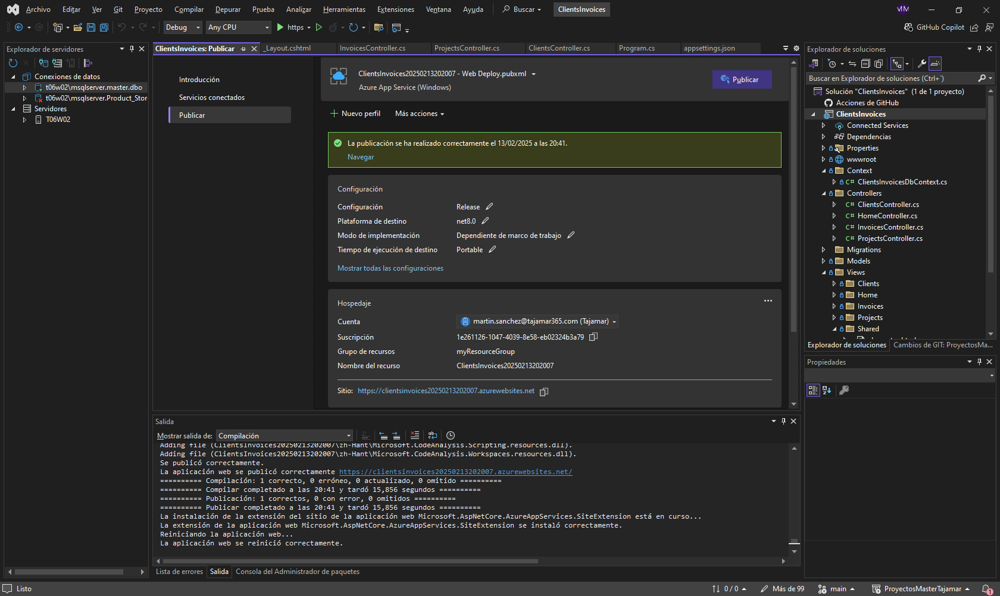 Archivo Editar Ver Git Proyecto Compilar Depurar Prueba Analizar Herramientas Extensiones Ventana Ayuda Buscar ClientsInvoices
Debug Any CPU https GitHub Copilot
Explorador de servidores
Conexiones de datos
t06w02\msqlserver.master.dbo
t06w02\msqlserver.Product_Stor
Servidores
T06W02
ClientsInvoices: Publicar _Layout.cshtml InvoicesController.cs ProjectsController.cs ClientsController.cs Program.cs appsettings.json
Introducción
Servicios conectados
Publicar
ClientsInvoices20250213202007 - Web Deploy.pubxml
Azure App Service (Windows)
Publicar
Nuevo perfil Más acciones
La publicación se ha realizado correctamente el 13/02/2025 a las 20:41.
Navegar
Configuración
Configuración Release
Plataforma de destino net8.0
Modo de implementación Dependiente de marco de trabajo
Tiempo de ejecución de destino Portable
Mostrar todas las configuraciones
Hospedaje
Cuenta martin.sanchez@tajamar365.com (Tajamar)
Suscripción 1e261126-1047-4039-8e58-eb02324b3a79
Grupo de recursos myResourceGroup
Nombre del recurso ClientsInvoices20250213202007
Sitio: https://clientsinvoices20250213202007.azurewebsites.net
Salida
Mostrar salida de: Compilación
Adding file (ClientsInvoices20250213202007\zh-Hant\Microsoft.CodeAnalysis.Scripting.resources.dll).
Adding file (ClientsInvoices20250213202007\zh-Hant\Microsoft.CodeAnalysis.Workspaces.resources.dll).
Se publicó correctamente.
La aplicación web se publicó correctamente https://clientsinvoices20250213202007.azurewebsites.net/
========== Compilación: 1 correcto, 0 erróneo, 0 actualizado, 0 omitido ==========
========== Compilar completado a las 20:41 y tardó 15,856 segundos ==========
========== Publicación: 1 correctos, 0 con error, 0 omitidos ==========
========== Publicar completado a las 20:41 y tardó 15,856 segundos ==========
La instalación de la extensión del sitio de la aplicación web Microsoft.AspNetCore.AzureAppServices.SiteExtension está en curso...
La extensión de la aplicación web Microsoft.AspNetCore.AzureAppServices.SiteExtension se instaló correctamente.
Reiniciando la aplicación web...
La aplicación web se reinició correctamente.
Lista de errores Salida Consola del Administrador de paquetes
Explorador de soluciones
Buscar en Explorador de soluciones (Ctrl+`)
Solución "ClientsInvoices" (1 de 1 proyecto)
Acciones de GitHub
ClientsInvoices
Connected Services
Dependencias
Properties
wwwroot
Context
C# ClientsInvoicesDbContext.cs
Controllers
C# ClientsController.cs
C# HomeController.cs
C# InvoicesController.cs
C# ProjectsController.cs
Migrations
Models
Views
Clients
Home
Invoices
Projects
Shared
Explorador de soluciones Cambios de GIT: ProyectosMa...
Propiedades
Listo 0 / 0 Más de 99 main ProyectosMasterTajamar 1